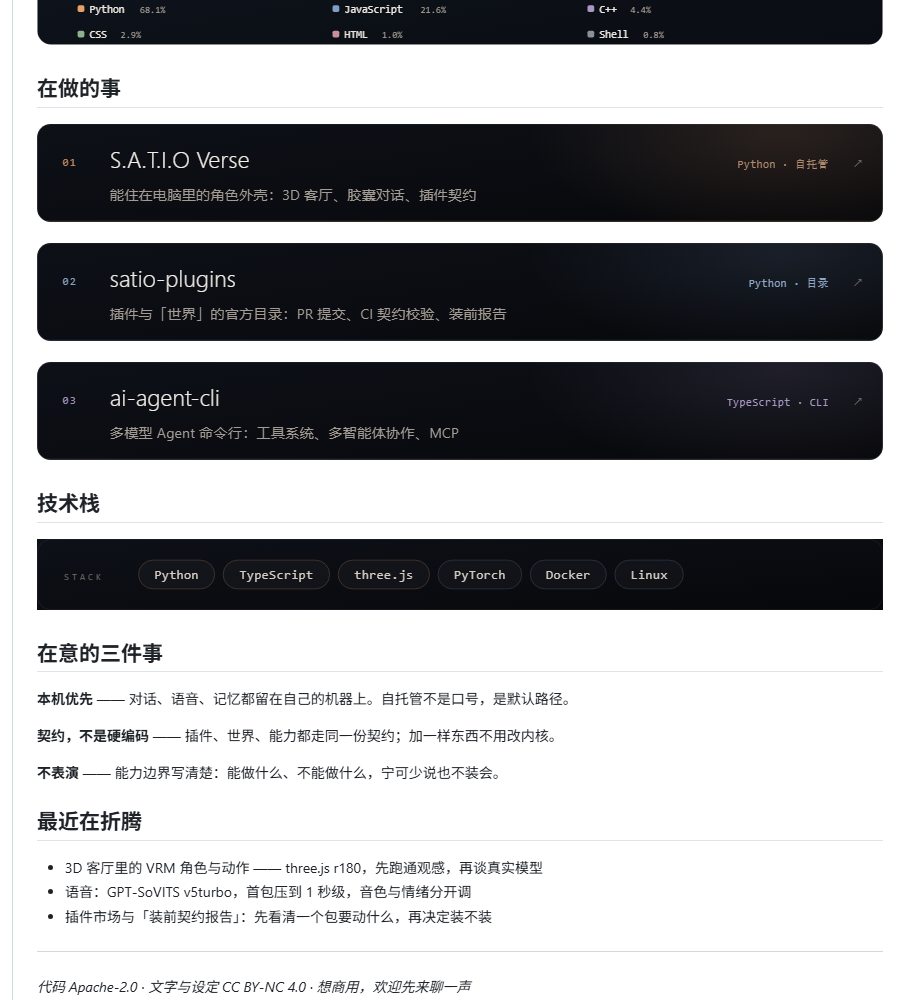 Python 68.1% JavaScript 21.6% C++ 4.4%
CSS 2.9% HTML 1.0% Shell 0.8%
在做的事
01 S.A.T.I.O Verse Python · 自托管 ↗
能住在电脑里的角色外壳：3D 客厅、胶囊对话、插件契约
02 satio-plugins Python · 目录 ↗
插件与「世界」的官方目录：PR 提交、CI 契约校验、装前报告
03 ai-agent-cli TypeScript · CLI ↗
多模型 Agent 命令行：工具系统、多智能体协作、MCP
技术栈
STACK Python TypeScript three.js PyTorch Docker Linux
在意的三件事
本机优先 —— 对话、语音、记忆都留在自己的机器上。自托管不是口号，是默认路径。
契约，不是硬编码 —— 插件、世界、能力都走同一份契约；加一样东西不用改内核。
不表演 —— 能力边界写清楚：能做什么、不能做什么，宁可少说也不装会。
最近在折腾
• 3D 客厅里的 VRM 角色与动作 —— three.js r180，先跑通观感，再谈真实模型
• 语音：GPT-SoVITS v5turbo，首包压到 1 秒级，音色与情绪分开调
• 插件市场与「装前契约报告」：先看清一个包要动什么，再决定装不装
代码 Apache-2.0 · 文字与设定 CC BY-NC 4.0 · 想商用，欢迎先来聊一声